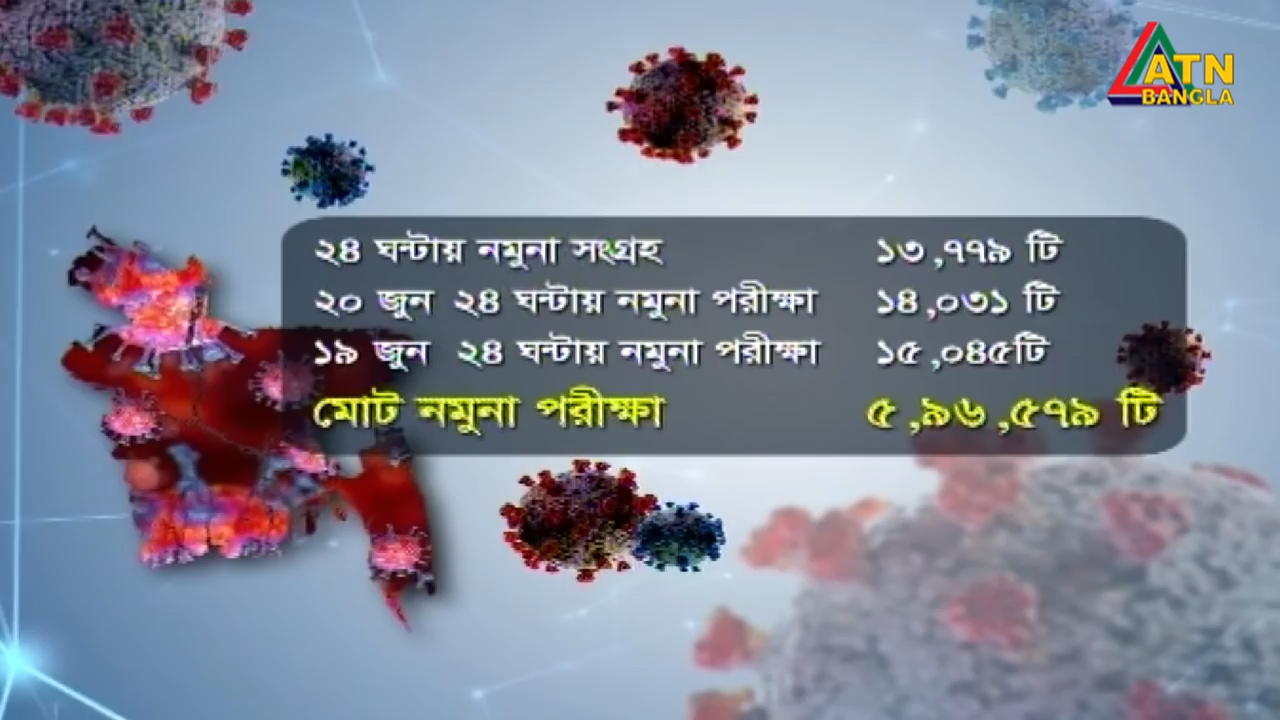 ATN
BANGLA
২৪ ঘন্টায় নমুনা সংগ্রহ ১৩,৭৭৯ টি
২০ জুন ২৪ ঘন্টায় নমুনা পরীক্ষা ১৪,০৩১ টি
১৯ জুন ২৪ ঘন্টায় নমুনা পরীক্ষা ১৫,০৪৫টি
মোট নমুনা পরীক্ষা ৫,৯৬,৫৭৯ টি